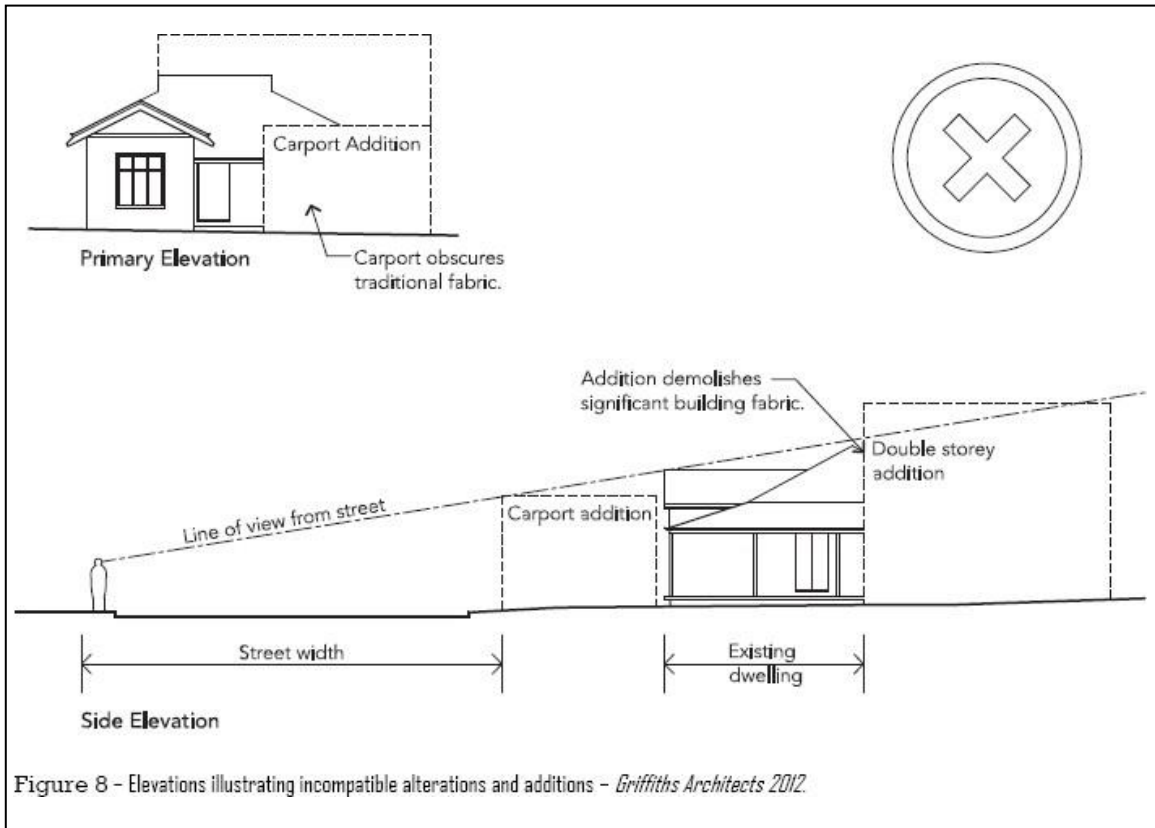 Carport Addition
Primary Elevation
Carport obscures
traditional fabric.
Addition demolishes
significant building fabric.
Double storey
addition
Line of view from street
Carport addition
Street width
Existing
dwelling
Side Elevation
Figure 8 – Elevations illustrating incompatible alterations and additions – Griffiths Architects 2012.